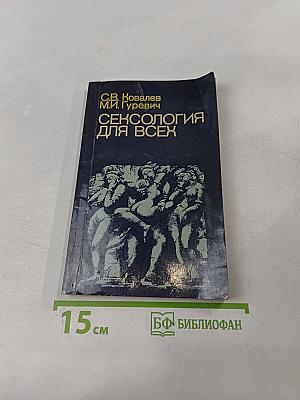 С.В. Ковалев
М.И. Гуревич
СЕКСОЛОГИЯ
ДЛЯ ВСЕХ
15 см
БФ БИБЛИОФАН